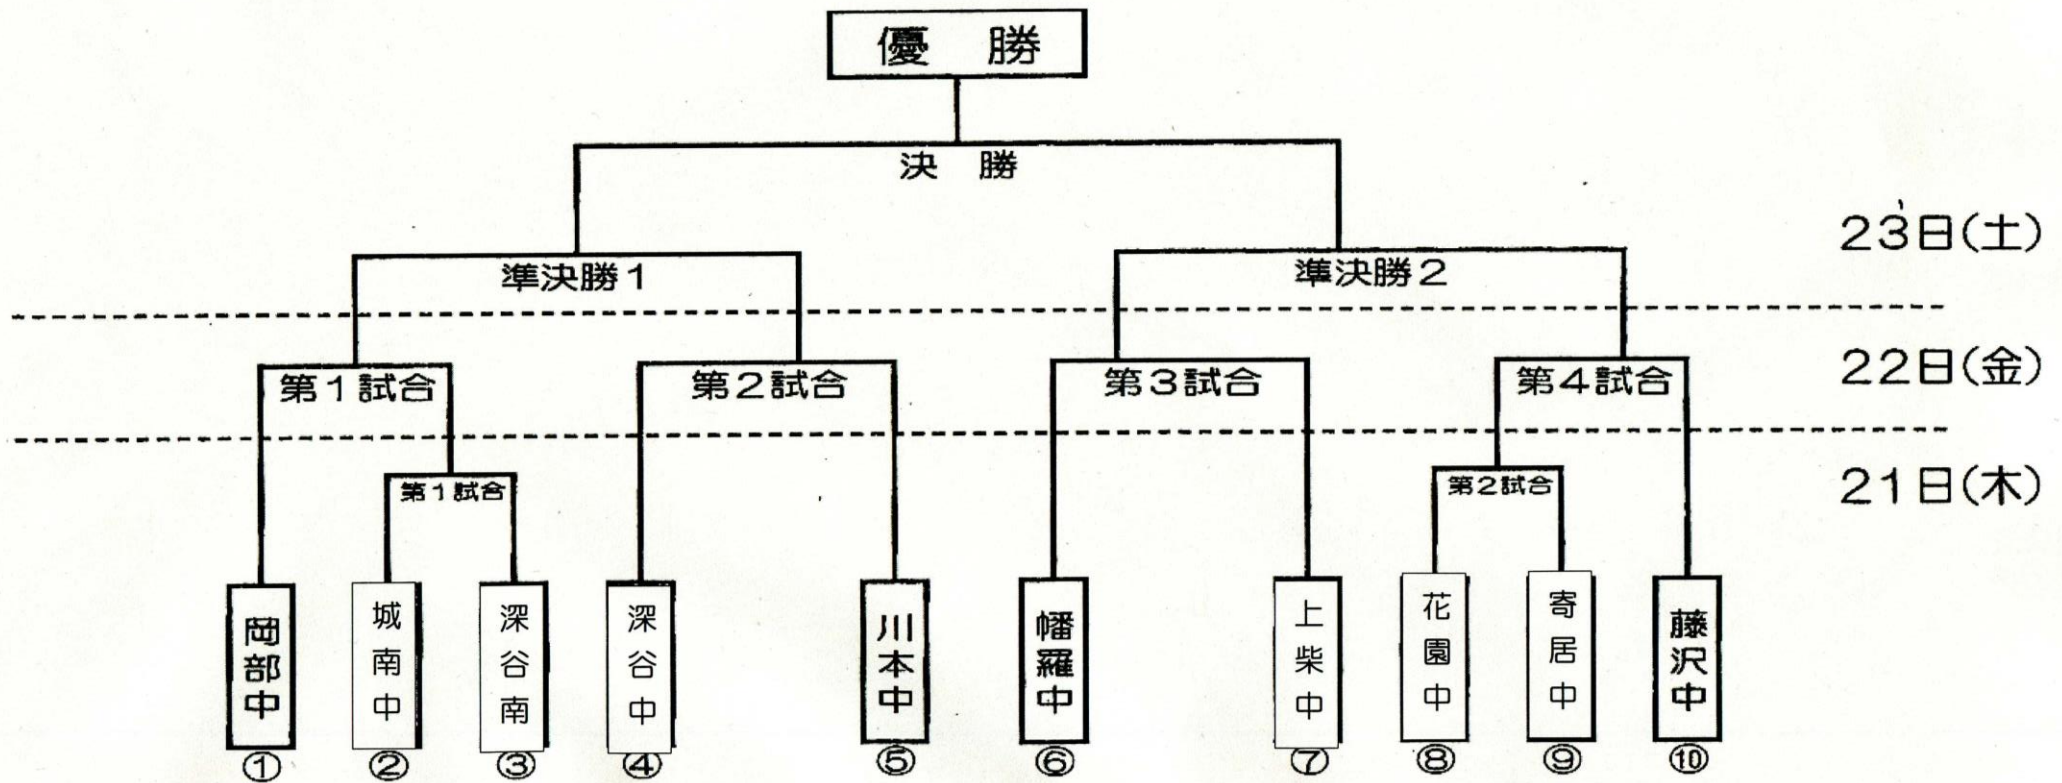 優　勝
決　勝
23日(土)
準決勝1
準決勝2
22日(金)
第1試合
第2試合
第3試合
第4試合
21日(木)
第1試合
第2試合
岡部中
城南中
深谷南
深谷中
川本中
幡羅中
上柴中
花園中
寄居中
藤沢中
①
②
③
④
⑤
⑥
⑦
⑧
⑨
⑩